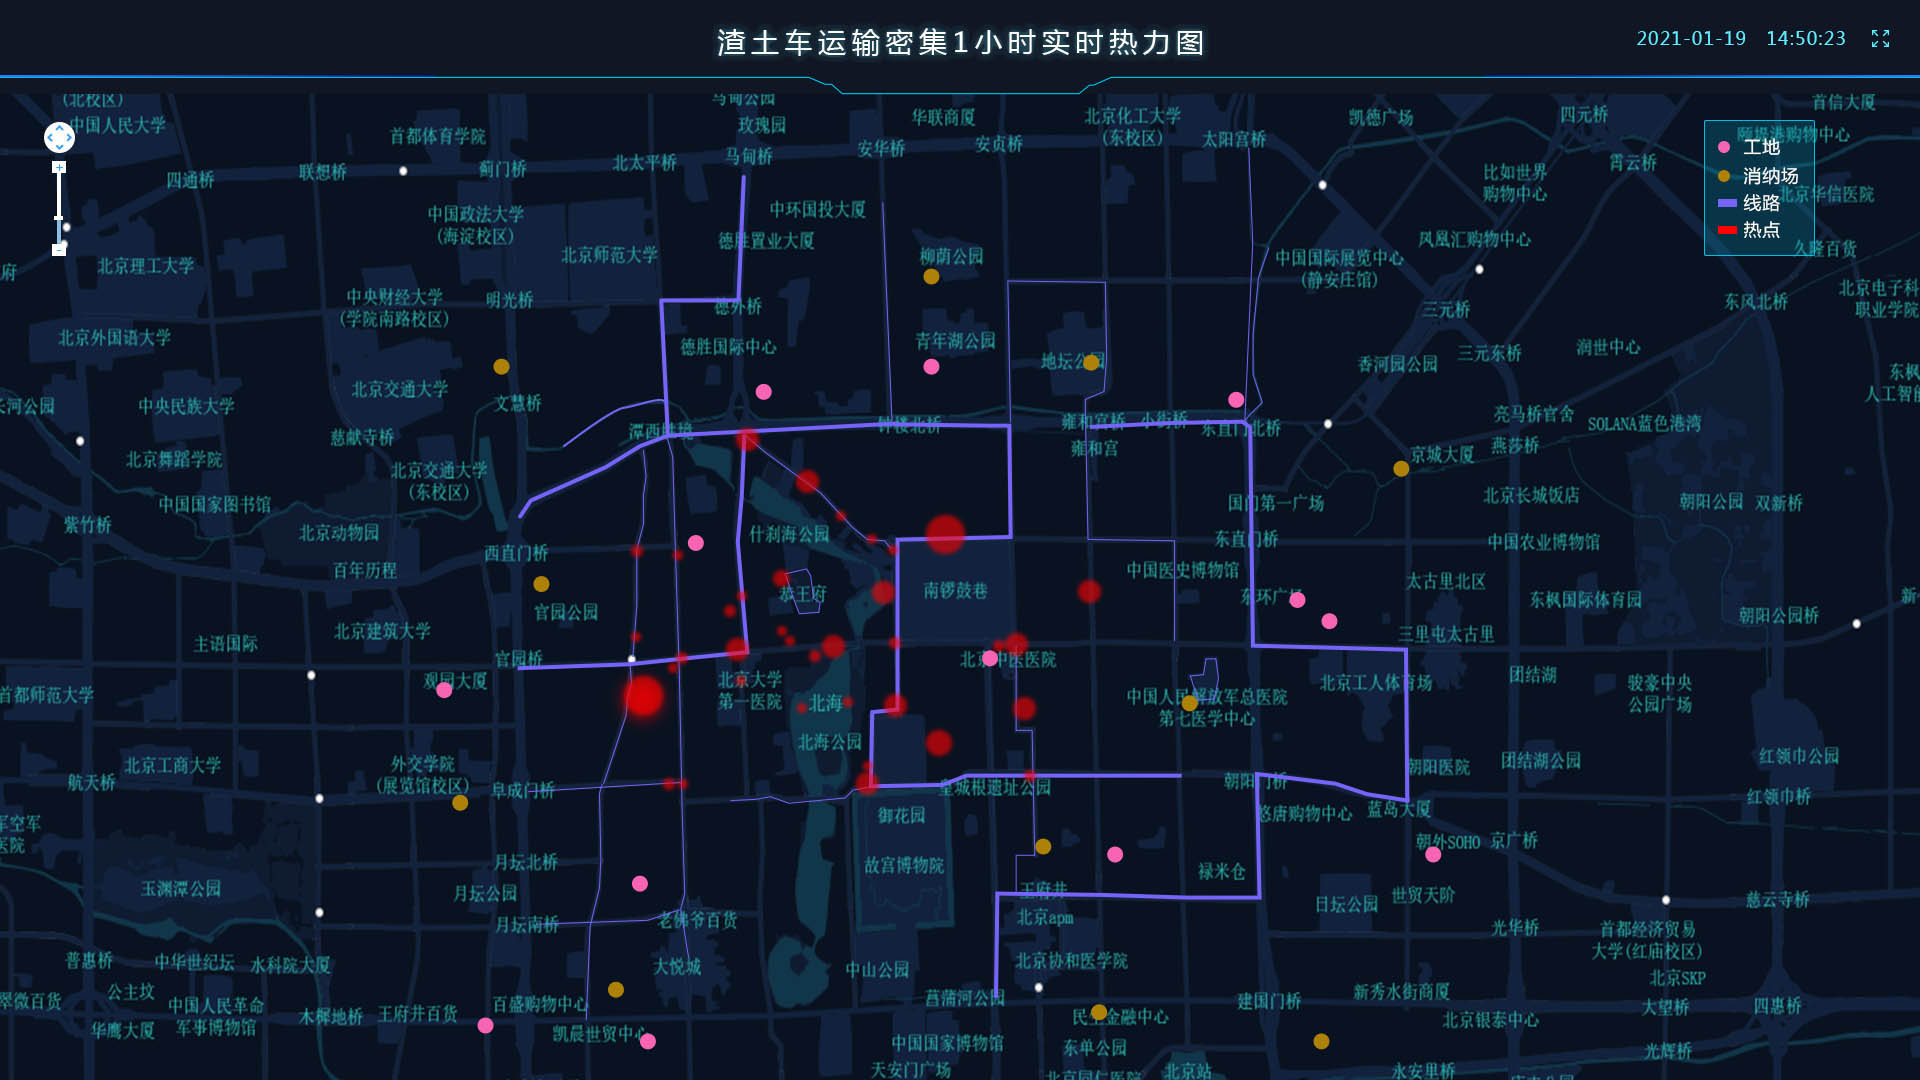 渣土车运输密集1小时实时热力图
2021-01-19 14:50:23
工地
消纳场
线路
热点
(北校区)
中国人民大学
首都体育学院
马甸公园
玫瑰园
马甸桥
华联商厦
安华桥
安贞桥
北京化工大学
(东校区)
太阳宫桥
凯德广场
四元桥
首信大厦
颐堤港购物中心
四通桥
联想桥
蓟门桥
北太平桥
霄云桥
比如世界
购物中心
北京华信医院
中国政法大学
(海淀校区)
中环国投大厦
德胜置业大厦
北京师范大学
柳荫公园
凤凰汇购物中心
久隆百货
中国国际展览中心
(静安庄馆)
府
北京理工大学
中央财经大学
(学院南路校区)
明光桥
德外桥
三元桥
东风北桥
北京电子科
职业学院
北京外国语大学
德胜国际中心
青年湖公园
地坛公园
香河园公园
三元东桥
润世中心
东枫
人工智能
北京交通大学
长河公园
中央民族大学
文慧桥
慈献寺桥
潭西胜境
钟楼北桥
雍和宫桥
小街桥
东直门北桥
雍和宫
亮马桥官舍
SOLANA蓝色港湾
燕莎桥
京城大厦
北京舞蹈学院
北京交通大学
(东校区)
中国国家图书馆
紫竹桥
北京动物园
什刹海公园
国门第一广场
北京长城饭店
朝阳公园
双新桥
西直门桥
东直门桥
中国农业博物馆
百年历程
中国医史博物馆
太古里北区
恭王府
南锣鼓巷
东环广场
东枫国际体育园
新
官园公园
朝阳公园桥
北京建筑大学
主语国际
三里屯太古里
官园桥
北京中医医院
观园大厦
首都师范大学
北京大学
第一医院
北海
中国人民解放军总医院
第七医学中心
北京工人体育场
团结湖
骏豪中央
公园广场
北海公园
北京工商大学
外交学院
(展览馆校区)
航天桥
阜成门桥
皇城根遗址公园
朝阳门桥
朝阳医院
团结湖公园
红领巾公园
红领巾桥
御花园
悠唐购物中心
蓝岛大厦
军空军
医院
朝外SOHO
京广桥
月坛北桥
故宫博物院
禄米仓
玉渊潭公园
月坛公园
王府井
世贸天阶
日坛公园
慈云寺桥
月坛南桥
老佛爷百货
北京apm
光华桥
首都经济贸易
大学(红庙校区)
普惠桥
中华世纪坛
水科院大厦
大悦城
中山公园
北京协和医学院
北京SKP
公主坟
翠微百货
中国人民革命
军事博物馆
木樨地桥
王府井百货
百盛购物中心
菖蒲河公园
建国门桥
新秀水街商厦
大望桥
四惠桥
华鹰大厦
凯晨世贸中心
民生金融中心
北京银泰中心
中国国家博物馆
东单公园
光辉桥
天安门广场
北京同仁医院
北京站
永安里桥